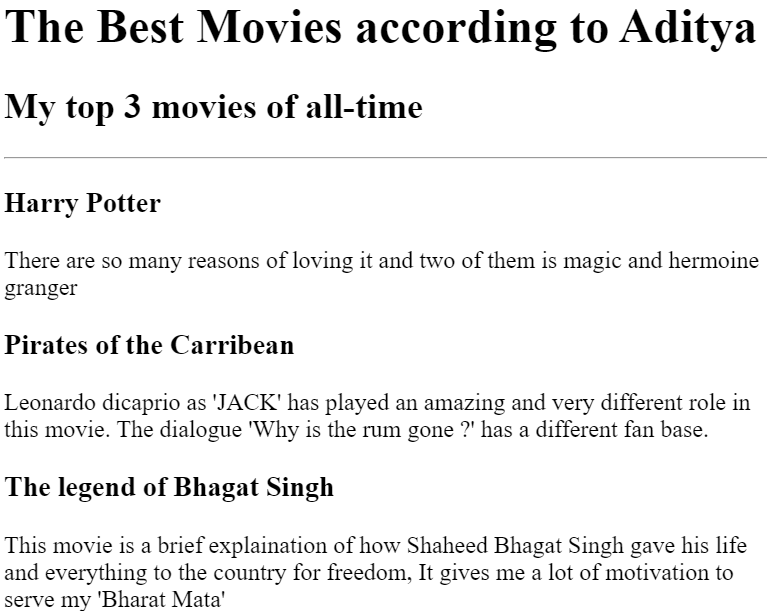 The Best Movies according to Aditya
My top 3 movies of all-time
Harry Potter
There are so many reasons of loving it and two of them is magic and hermoine
granger
Pirates of the Carribean
Leonardo dicaprio as 'JACK' has played an amazing and very different role in
this movie. The dialogue 'Why is the rum gone ?' has a different fan base.
The legend of Bhagat Singh
This movie is a brief explaination of how Shaheed Bhagat Singh gave his life
and everything to the country for freedom, It gives me a lot of motivation to
serve my 'Bharat Mata'